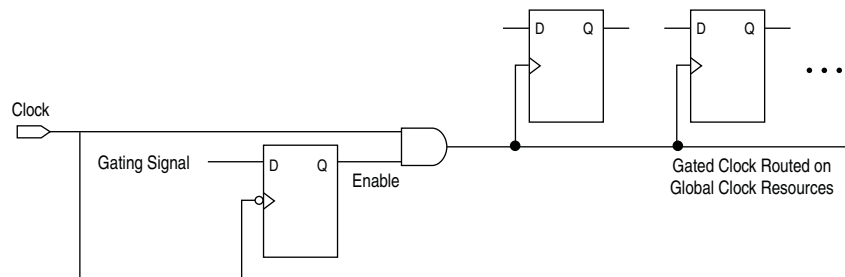 D Q
D Q
• • •
Clock
Gating Signal
D Q
Enable
Gated Clock Routed on
Global Clock Resources